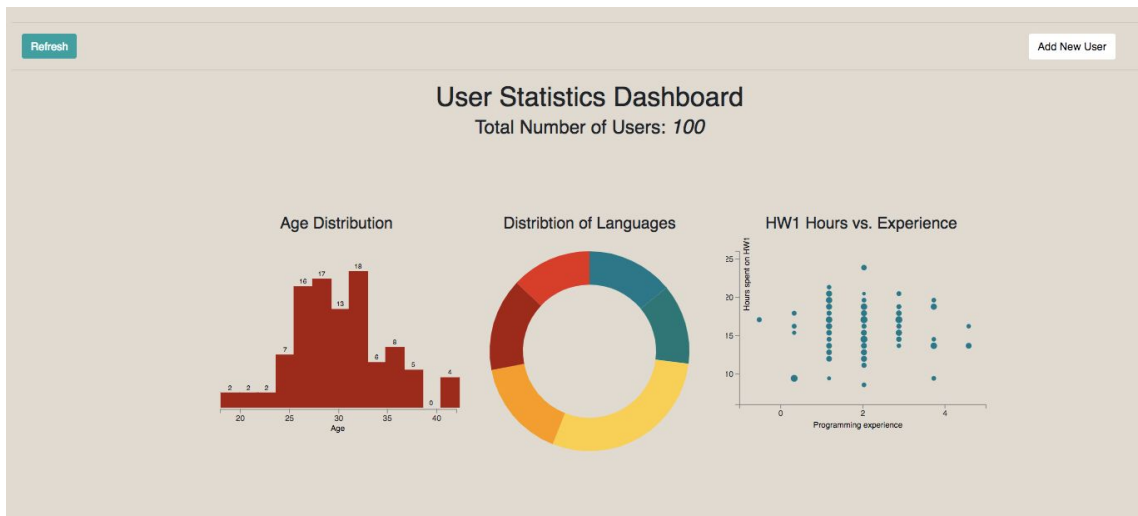 Refresh
Add New User
User Statistics Dashboard
Total Number of Users: 100
Age Distribution
2 2 2 7 16 17 13 18 6 8 5 0 4
20 25 30 35 40
Age
Distribtion of Languages
HW1 Hours vs. Experience
Hours spent on HW1
25
20
15
10
0 2 4
Programming experience